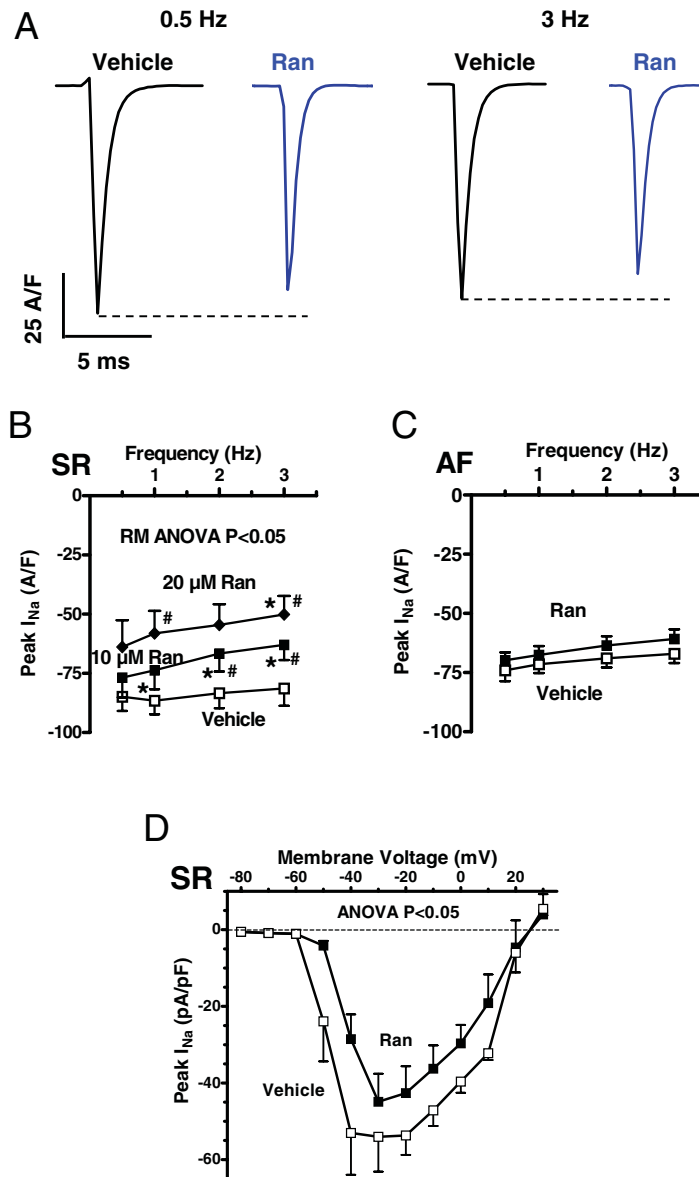 A
0.5 Hz
3 Hz
Vehicle
Ran
Vehicle
Ran
25 A/F
5 ms
B
SR
Frequency (Hz)
1 2 3
0
-25
-50
-75
-100
Peak INa (A/F)
RM ANOVA P<0.05
20 µM Ran
# * #
10 µM Ran
* * # * #
Vehicle
C
AF
Frequency (Hz)
1 2 3
0
-25
-50
-75
-100
Peak INa (A/F)
Ran
Vehicle
D
SR
Membrane Voltage (mV)
-80 -60 -40 -20 0 20
ANOVA P<0.05
0
-20
-40
-60
Peak INa (pA/pF)
Ran
Vehicle